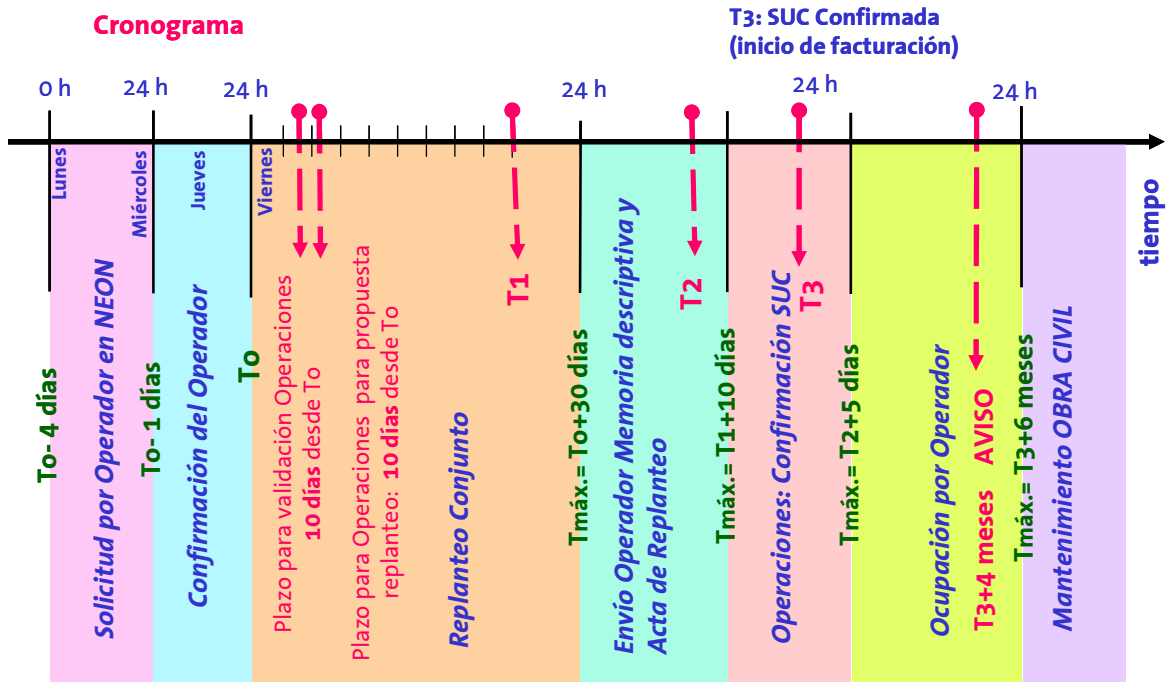 Cronograma
T3: SUC Confirmada
(inicio de facturación)
0 h
24 h
24 h
24 h
24 h
24 h
Lunes
Miércoles
Jueves
Viernes
tiempo
To- 4 días
Solicitud por Operador en NEON
To- 1 días
Confirmación del Operador
To
Plazo para validación Operaciones
10 días desde To
Plazo para Operaciones para propuesta
replanteo: 10 días desde To
Replanteo Conjunto
T1
Tmáx.= To+30 días
Envío Operador Memoria descriptiva y
Acta de Replanteo
T2
Tmáx.= T1+10 días
Operaciones: Confirmación SUC
T3
Tmáx.= T2+5 días
Ocupación por Operador
T3+4 meses AVISO
Tmáx.= T3+6 meses
Mantenimiento OBRA CIVIL